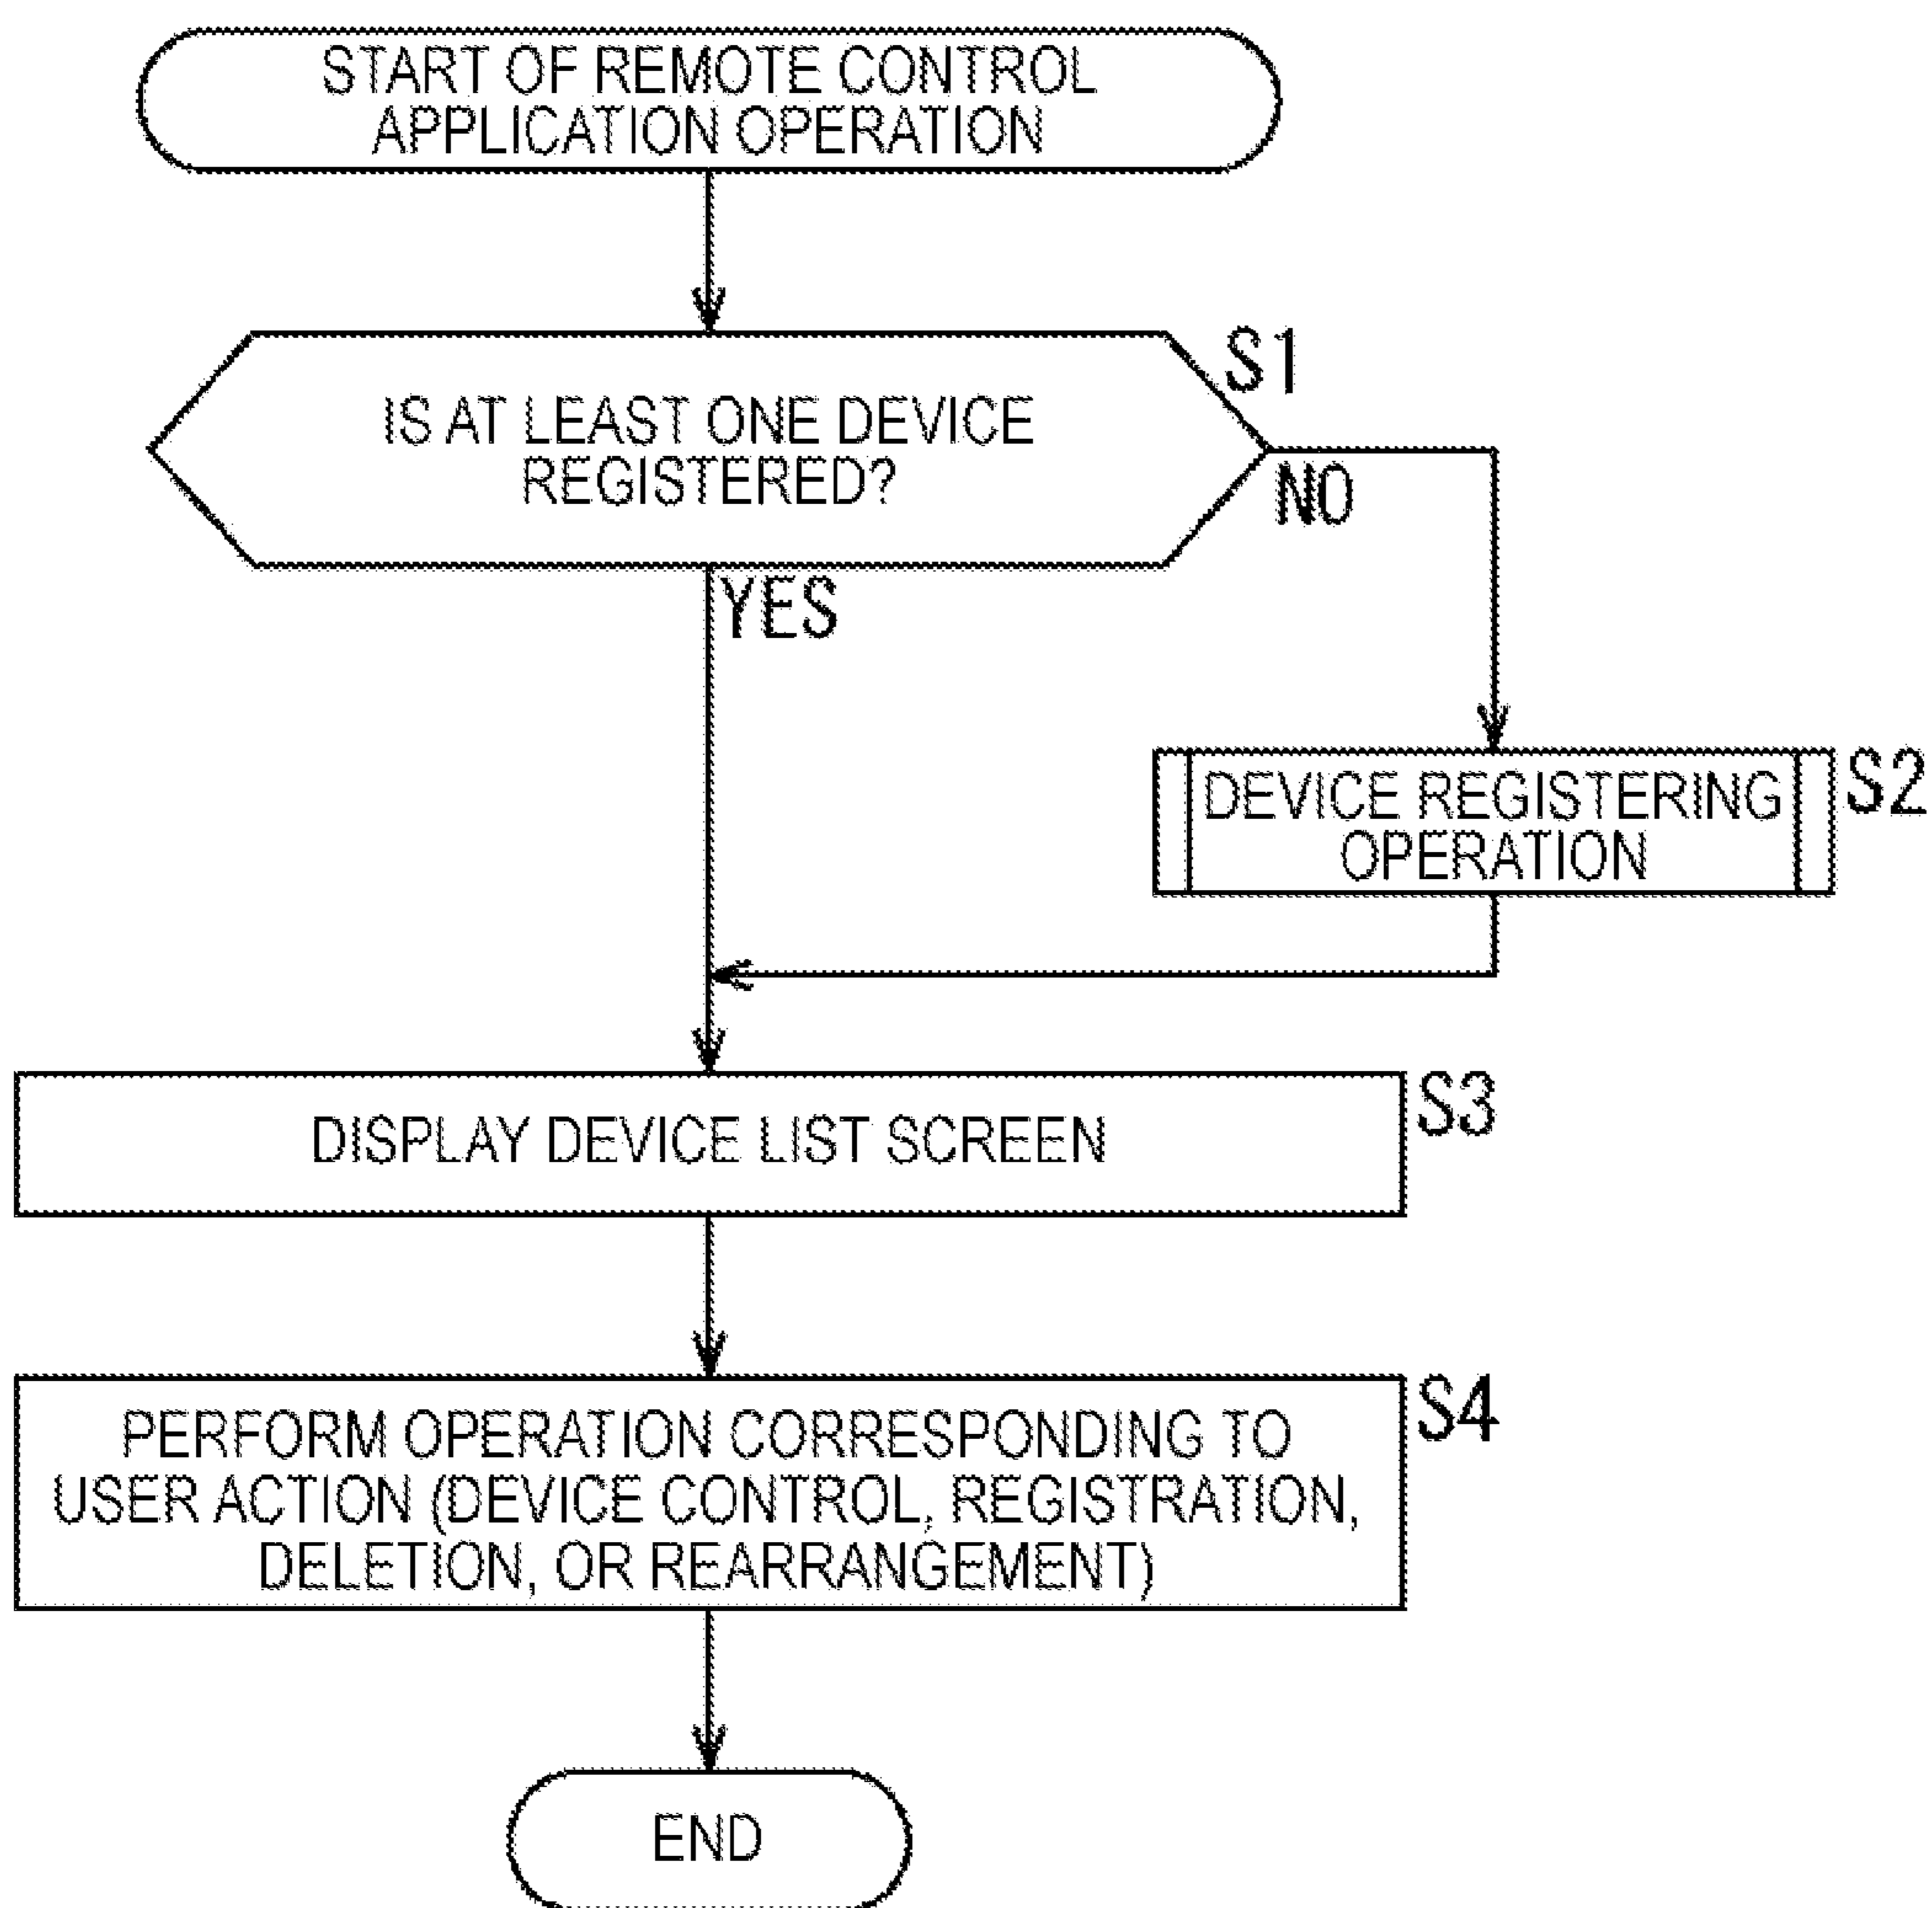 START OF REMOTE CONTROL
APPLICATION OPERATION
S1
IS AT LEAST ONE DEVICE
REGISTERED?
NO
YES
DEVICE REGISTERING
OPERATION
S2
DISPLAY DEVICE LIST SCREEN
S3
PERFORM OPERATION CORRESPONDING TO
USER ACTION (DEVICE CONTROL, REGISTRATION,
DELETION, OR REARRANGEMENT)
S4
END